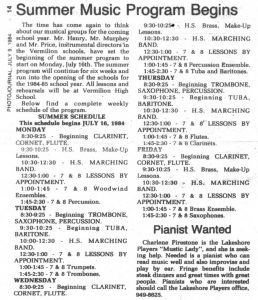 14
PHOTOJOURNAL JULY 9 1984
Summer Music Program Begins
The time has come again to think
about our musical groups for the coming
school year. Mr. Haury, Mr. Murphey
and Mr. Price, instrumental directors in
the Vermilion schools, have set the
beginning of the summer program to
start on Monday, July 16th. The summer
program will continue for six weeks and
run into the opening of the schools for
the 1984-84 school year. All lessons and
rehearsals will be at Vermilion High
School.
Below find a complete weekly
schedule of the program.
SUMMER SCHEDULE
This schedule begins JULY 16, 1984
MONDAY
8:30-9:25 - Beginning CLARINET,
CORNET, FLUTE.
9:30-10:25 - H.S. Brass, Make-Up
Lessons.
10:30-12:30 - H.S. MARCHING
BAND.
12:30-1:00 - 7 & 8 LESSONS BY
APPOINTMENT.
1:00-1:45 - 7 & 8 Woodwind
Ensembles.
1:45-2:30 - 7 & 8 Percussion.
TUESDAY
8:30-9:25 - Beginning TROMBONE,
SAXOPHONE, PERCUSSION.
9:30-10:25 - Beginning TUBA,
BARITONE.
10:30-12:30 - H.S. MARCHING
BAND.
12:30-1:00 - 7 & 8 LESSONS BY
APPOINTMENT.
1:00-1:45 - 7 & 8 Trumpets.
1:45-2:30 - 7 & 8 Trombones.
WEDNESDAY
8:30-9:25 - Beginning CLARINET,
CORNET, FLUTE.
9:30-10:25 - H.S. Brass, Make-Up
Lessons.
10:30-12:30 - H.S. MARCHING
BAND.
12:30-1:00 - 7 & 8 LESSONS BY
APPOINTMENT.
1:00-1:45 - 7 & 8 Percussion Ensemble.
1:45-2:30 - 7 & 8 Tuba and Baritones.
THURSDAY
8:30-9:25 - Beginning TROMBONE,
SAXOPHONE, PERCUSSION.
9:30-10:25 - Beginning TUBA,
BARITONE.
10:30-12:30 - H.S. MARCHING
BAND.
12:30-1:00 - 7 & 8 LESSONS BY
APPOINTMENT.
1:00-1:45 - 7 & 8 Flutes.
1:45-2:30 - 7 & 8 Clarinets.
FRIDAY
8:30-9:25 - Beginning CLARINET,
CORNET, FLUTE.
9:30-10:25 - H.S. Brass, Make-Up
Lessons.
10:30-12:30 - H.S. MARCHING
BAND.
12:30-1:00 - 7 & 8 LESSONS BY
APPOINTMENT.
1:00-1:45 - 7 & 8 Brass Ensemble.
1:45-2:30 - 7 & 8 Saxophones.
Pianist Wanted
Charlene Firestone is the Lakeshore
Players "Mustic Lady", and she is seek-
ing help. Needed is a pianist who can
read music well and also improvise and
play by ear. Fringe benefits include
steak dinners and great times with great
people. Pianists who are interested
should call the Lakeshore Players office,
949-8625.